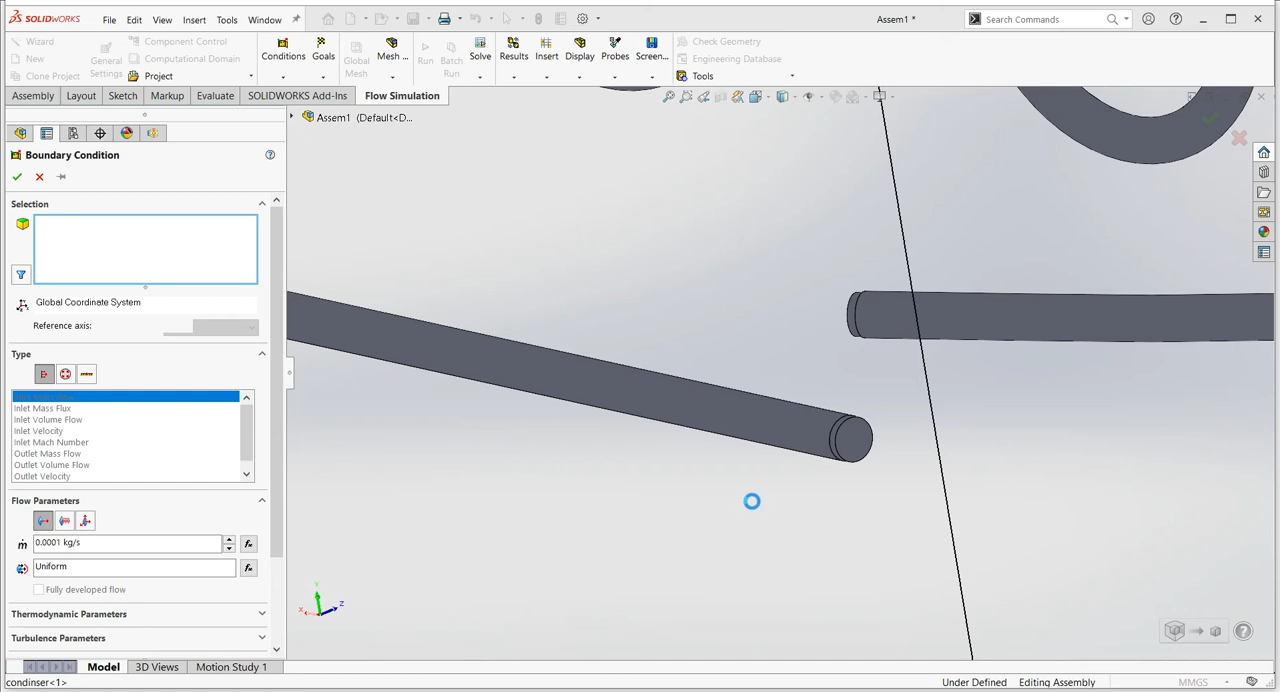 SOLIDWORKS File Edit View Insert Tools Window Assem1 * Search Commands
Wizard
New
Clone Project
General Settings
Component Control
Computational Domain
Project
Conditions
Goals
Global Mesh
Mesh ...
Run
Batch Run
Solve
Results
Insert
Display
Probes
Screen...
Check Geometry
Engineering Database
Tools
Assembly Layout Sketch Markup Evaluate SOLIDWORKS Add-Ins Flow Simulation
Assem1 (Default<D...
Boundary Condition
Selection
Global Coordinate System
Reference axis:
Type
Inlet Mass Flux
Inlet Volume Flow
Inlet Velocity
Inlet Mach Number
Outlet Mass Flow
Outlet Volume Flow
Outlet Velocity
Flow Parameters
0.0001 kg/s
Uniform
Fully developed flow
Thermodynamic Parameters
Turbulence Parameters
Y
X
Z
Model 3D Views Motion Study 1
condinser<1> Under Defined Editing Assembly MMGS